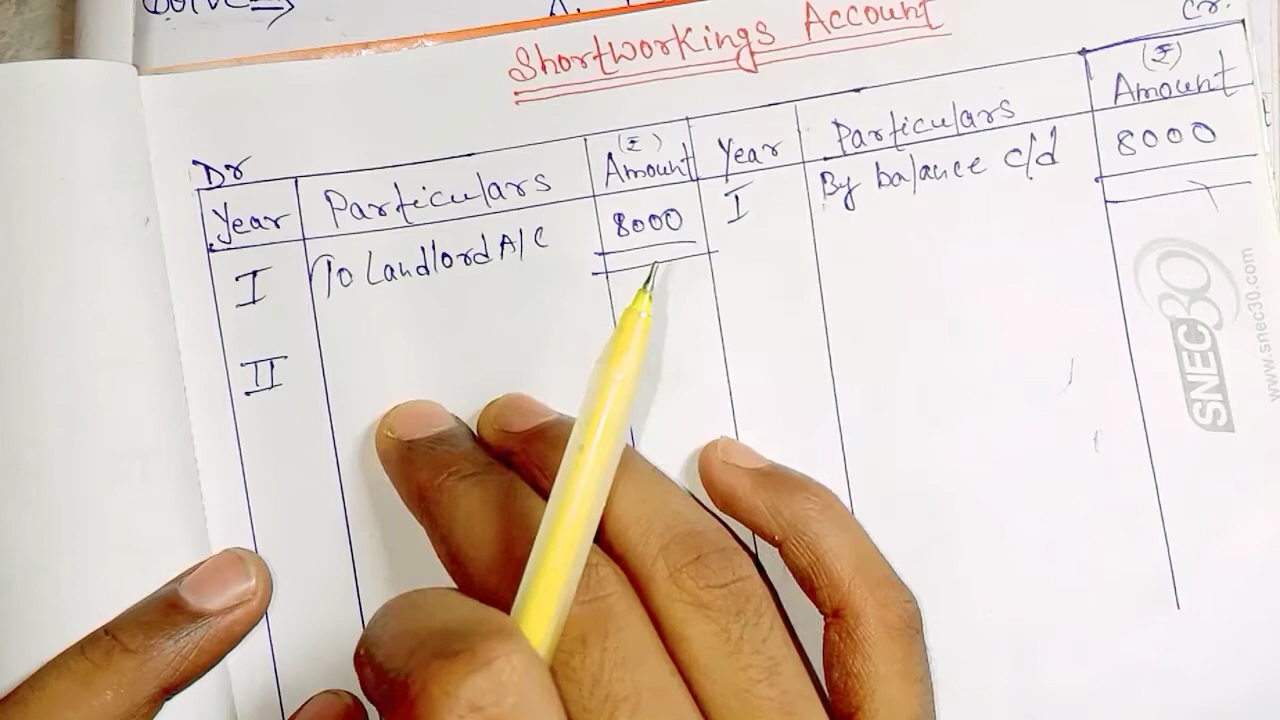 Shortworkings Account
Dr
Cr.
Year Particulars (₹) Amount Year Particulars (₹) Amount
I To Landlord A/C 8000 I By balance c/d 8000
II
SNEC30
www.snec30.com